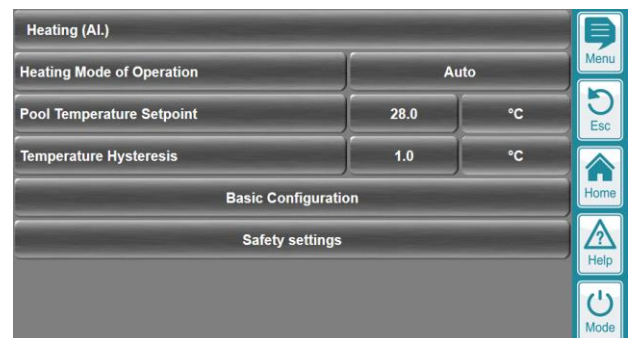 Heating (Al.)
Menu
Heating Mode of Operation
Auto
Pool Temperature Setpoint
28.0
°C
Esc
Temperature Hysteresis
1.0
°C
Basic Configuration
Home
Safety settings
?
Help
Mode